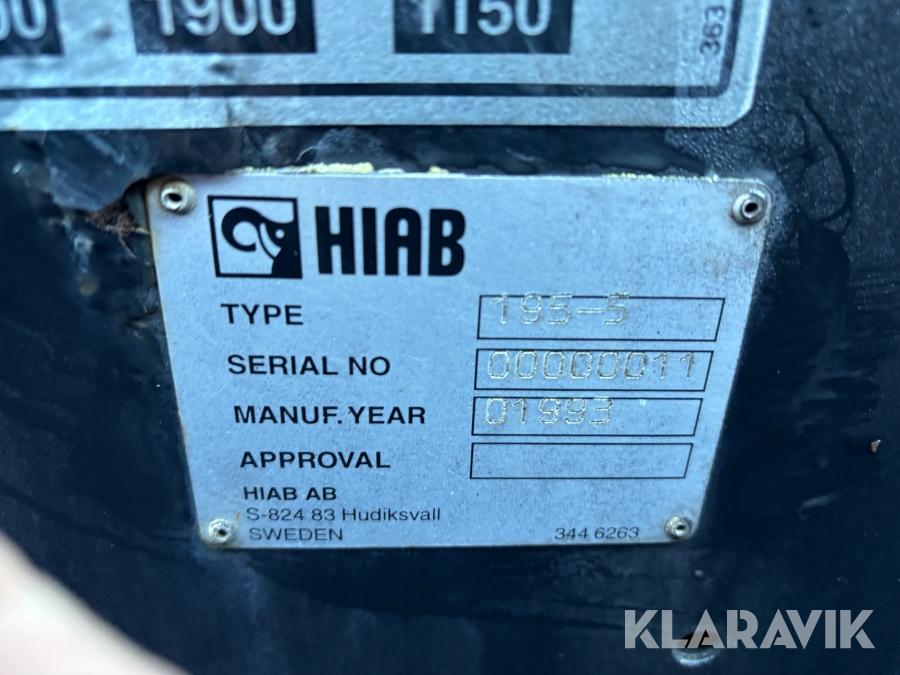 1900
1150
363
HIAB
TYPE 195-5
SERIAL NO 00000011
MANUF. YEAR 01993
APPROVAL
HIAB AB
S-824 83 Hudiksvall
SWEDEN 344 6263
KLARAVIK